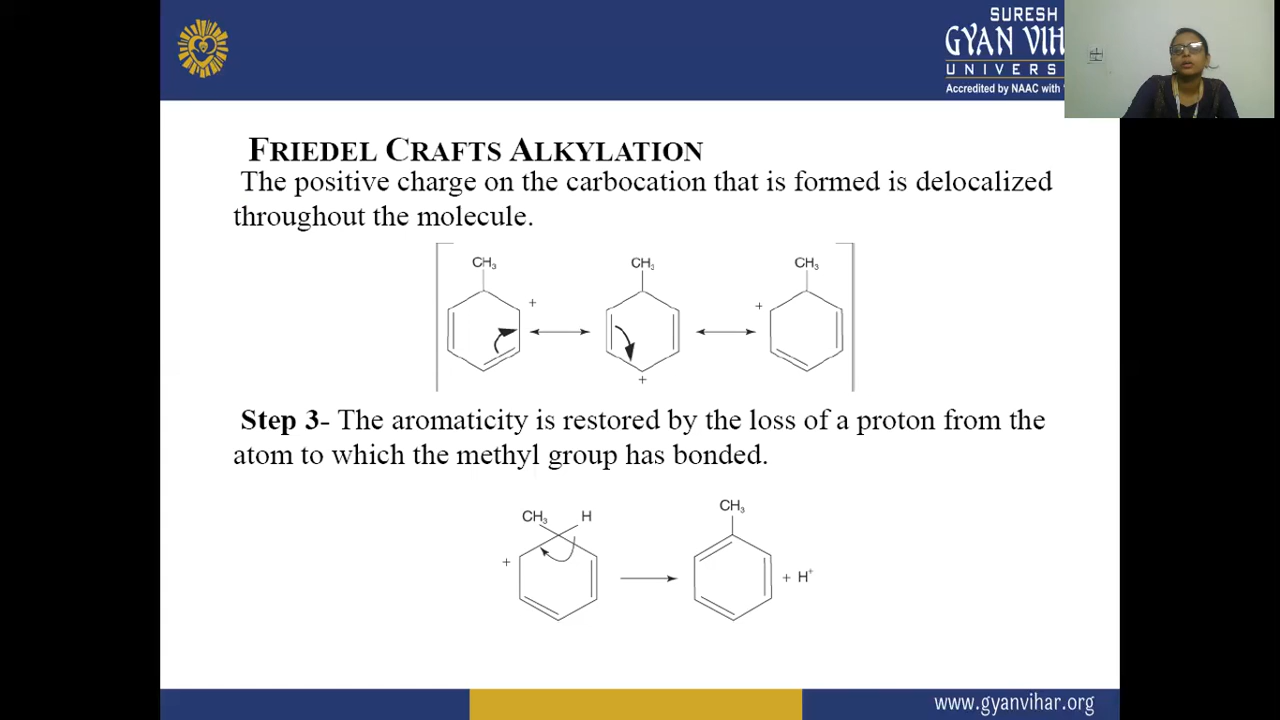 SURESH
GYAN VIH
UNIVERS
Accredited by NAAC with
FRIEDEL CRAFTS ALKYLATION
The positive charge on the carbocation that is formed is delocalized
throughout the molecule.
CH3 CH3 CH3
+ +
+
Step 3- The aromaticity is restored by the loss of a proton from the
atom to which the methyl group has bonded.
CH3
CH3 H
+ + H+
www.gyanvihar.org